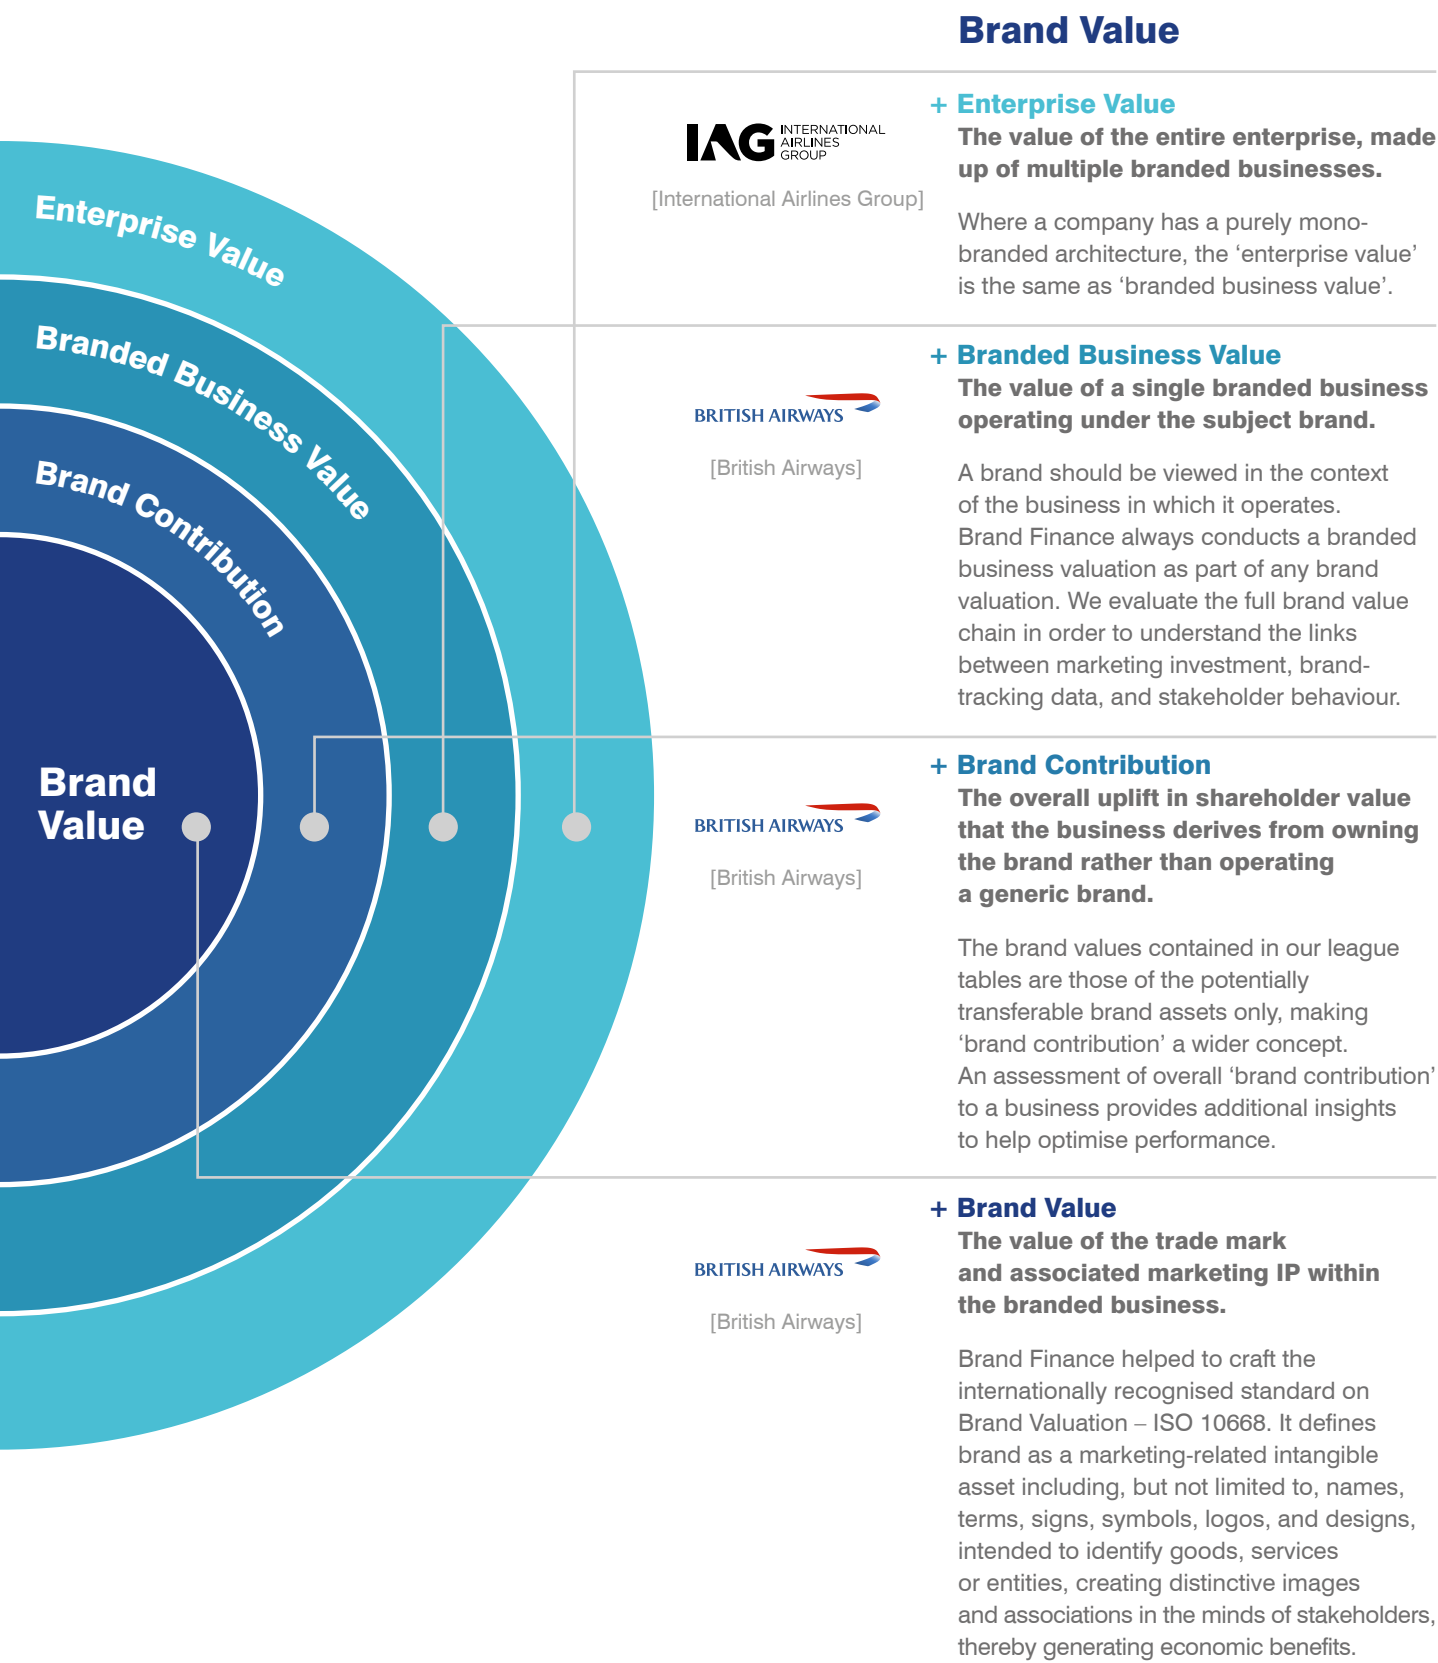 Brand Value
Enterprise Value
Branded Business Value
Brand Contribution
Brand
Value
IAG INTERNATIONAL
AIRLINES
GROUP
[International Airlines Group]
+ Enterprise Value
The value of the entire enterprise, made
up of multiple branded businesses.
Where a company has a purely mono-
branded architecture, the ‘enterprise value’
is the same as ‘branded business value’.
BRITISH AIRWAYS
[British Airways]
+ Branded Business Value
The value of a single branded business
operating under the subject brand.
A brand should be viewed in the context
of the business in which it operates.
Brand Finance always conducts a branded
business valuation as part of any brand
valuation. We evaluate the full brand value
chain in order to understand the links
between marketing investment, brand-
tracking data, and stakeholder behaviour.
BRITISH AIRWAYS
[British Airways]
+ Brand Contribution
The overall uplift in shareholder value
that the business derives from owning
the brand rather than operating
a generic brand.
The brand values contained in our league
tables are those of the potentially
transferable brand assets only, making
‘brand contribution’ a wider concept.
An assessment of overall ‘brand contribution’
to a business provides additional insights
to help optimise performance.
BRITISH AIRWAYS
[British Airways]
+ Brand Value
The value of the trade mark
and associated marketing IP within
the branded business.
Brand Finance helped to craft the
internationally recognised standard on
Brand Valuation – ISO 10668. It defines
brand as a marketing-related intangible
asset including, but not limited to, names,
terms, signs, symbols, logos, and designs,
intended to identify goods, services
or entities, creating distinctive images
and associations in the minds of stakeholders,
thereby generating economic benefits.